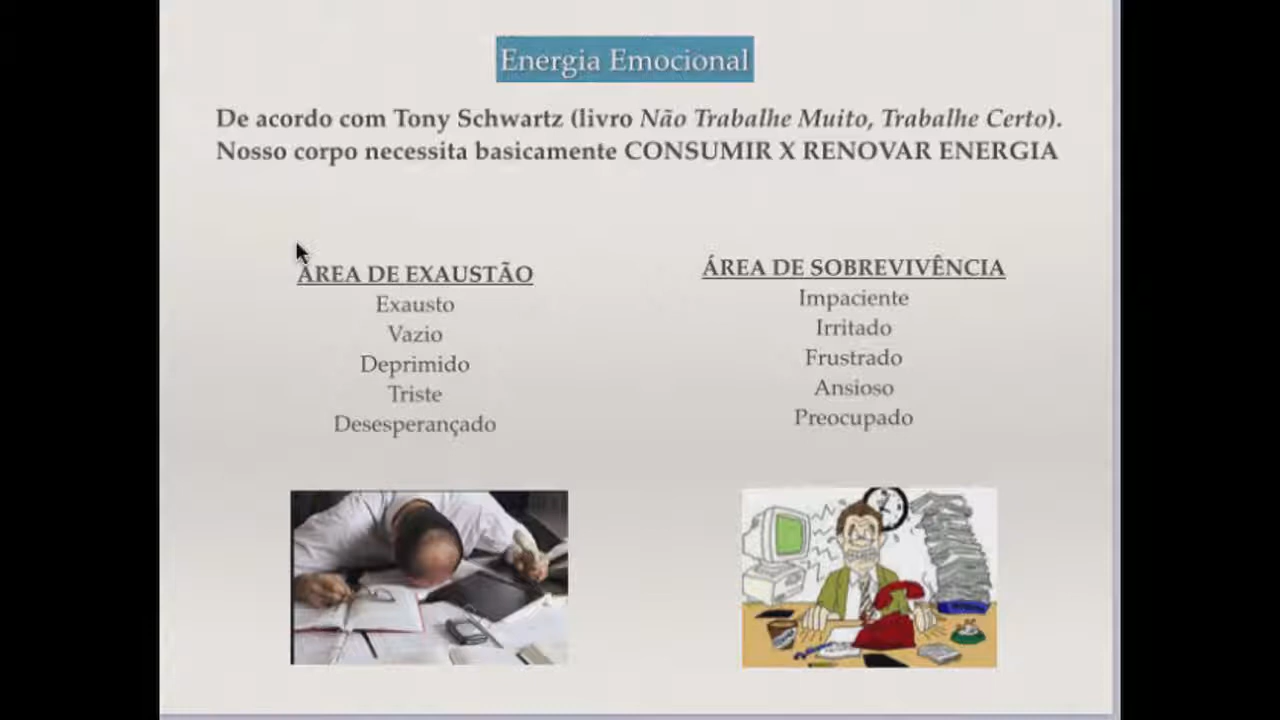 Energia Emocional
De acordo com Tony Schwartz (livro Não Trabalhe Muito, Trabalhe Certo).
Nosso corpo necessita basicamente CONSUMIR X RENOVAR ENERGIA
ÁREA DE EXAUSTÃO
Exausto
Vazio
Deprimido
Triste
Desesperançado
ÁREA DE SOBREVIVÊNCIA
Impaciente
Irritado
Frustrado
Ansioso
Preocupado